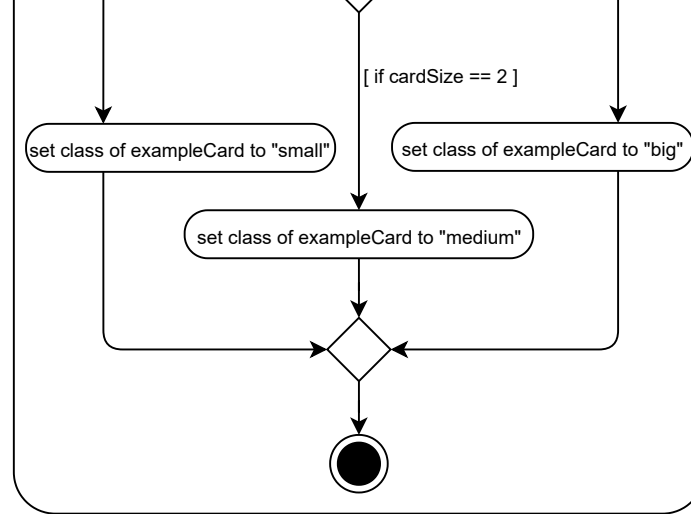 [ if cardSize == 2 ]
set class of exampleCard to "small"
set class of exampleCard to "big"
set class of exampleCard to "medium"